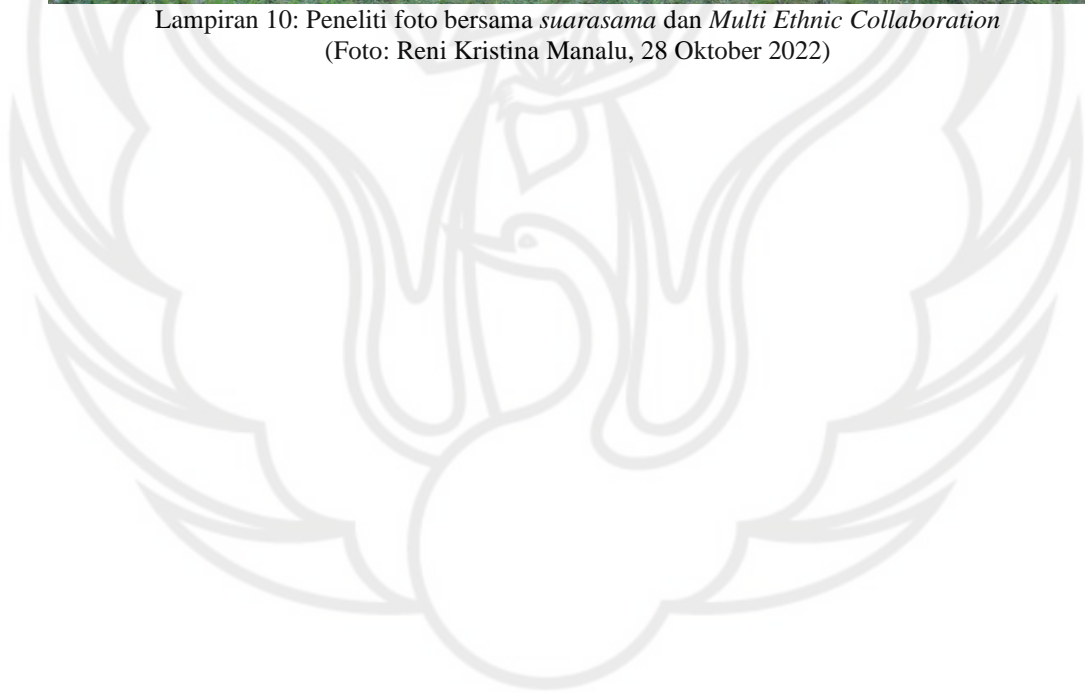 Lampiran 10: Peneliti foto bersama suarasama dan Multi Ethnic Collaboration
(Foto: Reni Kristina Manalu, 28 Oktober 2022)